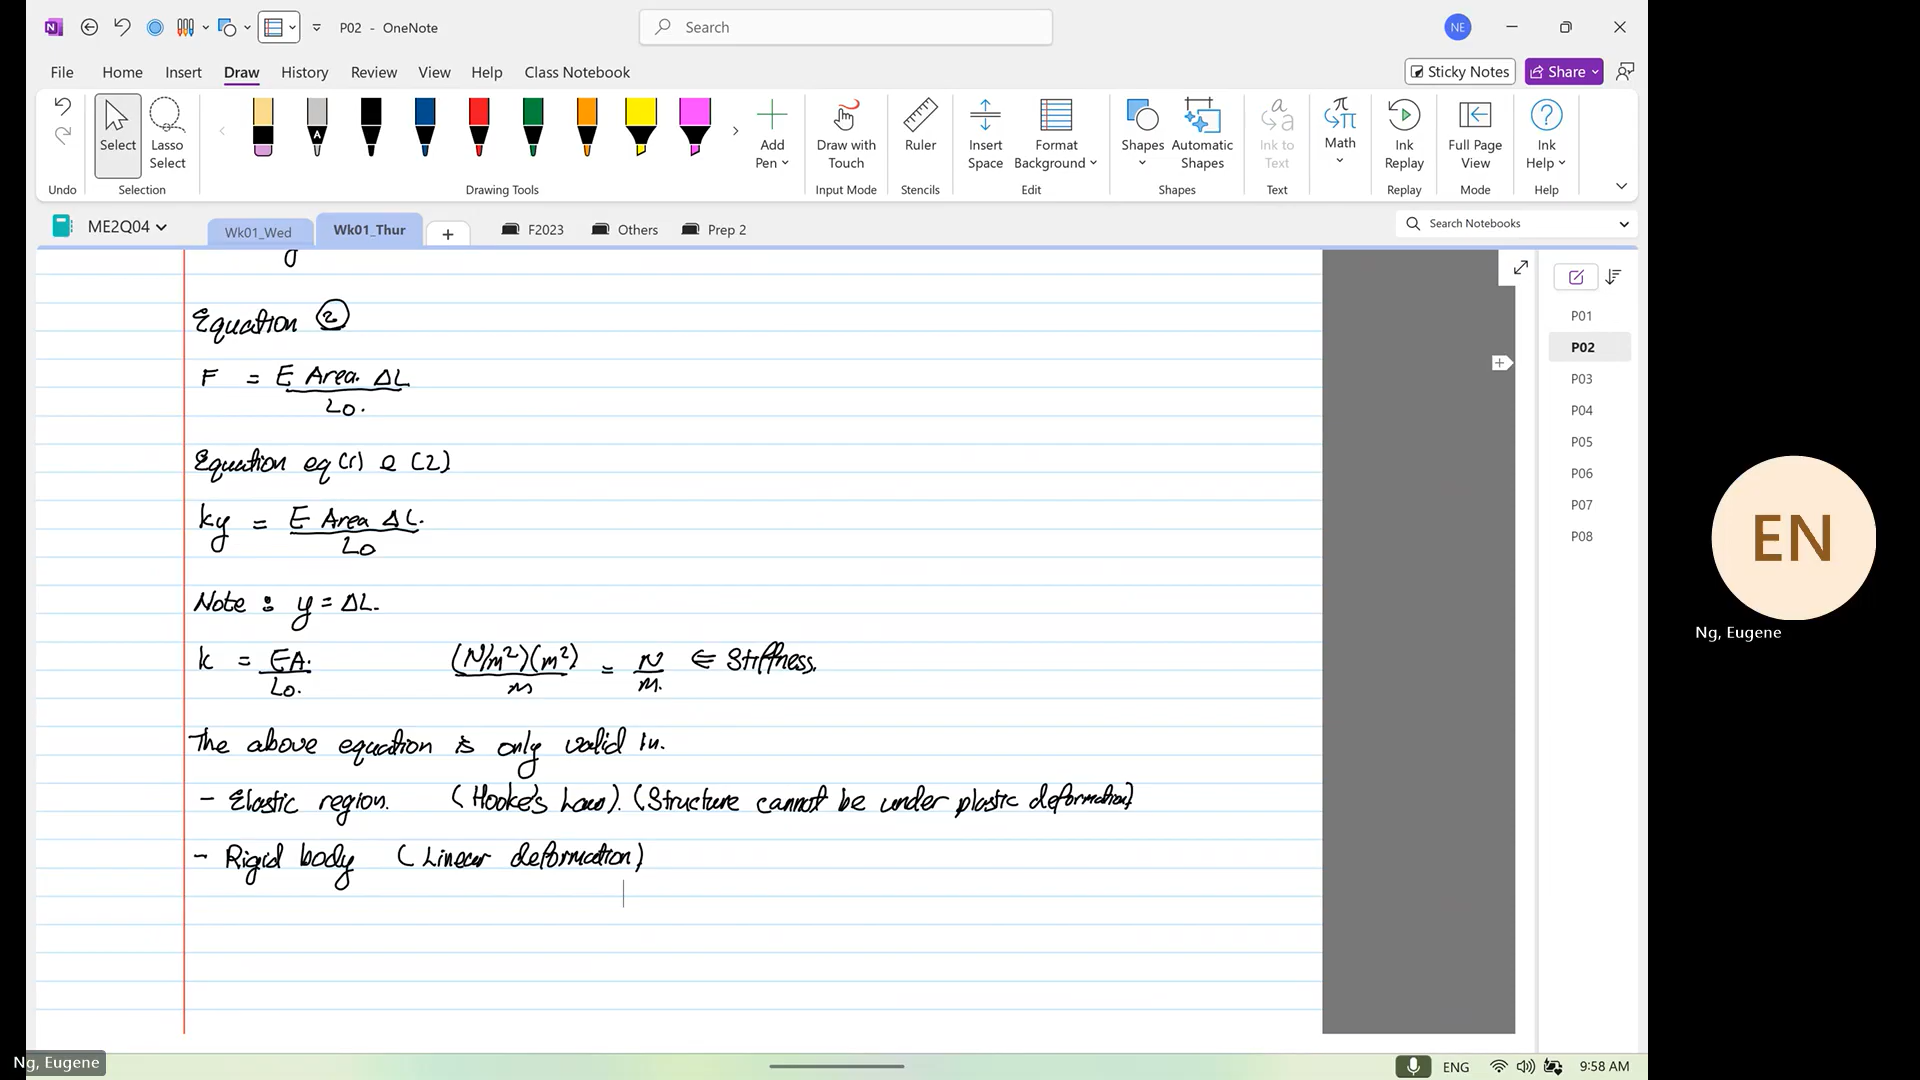 P02 - OneNote
Search
NE
File Home Insert Draw History Review View Help Class Notebook
Sticky Notes Share
Select
Lasso Select
A
Add Pen
Draw with Touch
Ruler
Insert Space
Format Background
Shapes
Automatic Shapes
Ink to Text
Math
Ink Replay
Full Page View
Ink Help
Undo Selection Drawing Tools Input Mode Stencils Edit Shapes Text Replay Mode Help
ME2Q04 Wk01_Wed Wk01_Thur + F2023 Others Prep 2
Search Notebooks
y
Equation ②
F = E Area. ΔL
Lo.
Equation eq(1) & (2)
ky = E Area ΔL.
Lo
Note : y = ΔL.
k = EA.
Lo.
(N/m²)(m²)
m
= N
m.
⋲ Stiffness.
The above equation is only valid in.
- Elastic region. (Hooke's Law). (Structure cannot be under plastic deformation)
- Rigid body (Linear deformation)
P01
P02
P03
P04
P05
P06
P07
P08
EN
Ng, Eugene
Ng, Eugene
ENG 9:58 AM